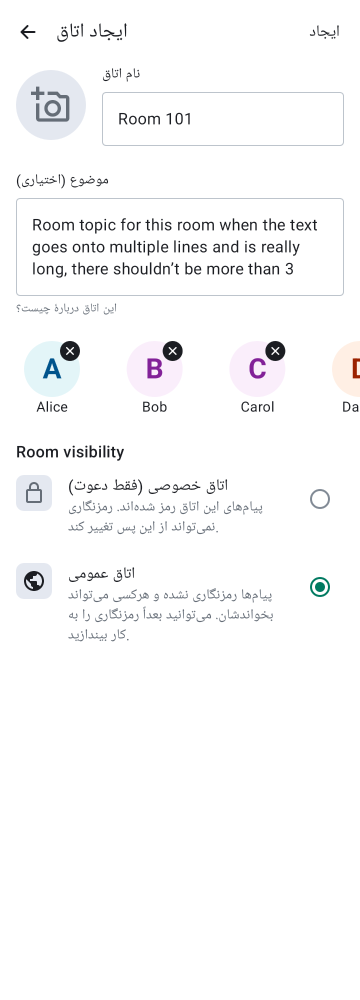 ایجاد اتاق
ایجاد
نام اتاق
Room 101
موضوع (اختیاری)
Room topic for this room when the text
goes onto multiple lines and is really
long, there shouldn't be more than 3
این اتاق دربارهٔ چیست؟
A
B
C
D
Alice
Bob
Carol
Da
Room visibility
اتاق خصوصی (فقط دعوت)
پیام‌های این اتاق رمز شده‌اند. رمزنگاری
نمی‌تواند از این پس تغییر کند.
اتاق عمومی
پیام‌ها رمزنگاری نشده و هرکسی می‌تواند
بخواندشان. می‌توانید بعداً رمزنگاری را به
کار بیندازید.